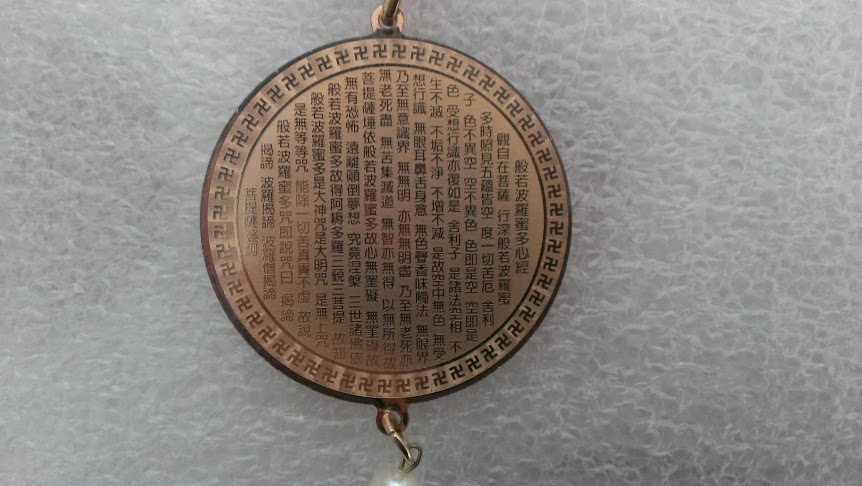 般若波羅蜜多心經
觀自在菩薩 行深般若波羅蜜
多時照見五蘊皆空 度一切苦厄 舍利
子 色不異空 空不異色 色即是空 空即是
色 受想行識亦復如是 舍利子 是諸法空相 不
生不滅 不垢不淨 不增不減 是故空中無色 無受
想行識 無眼耳鼻舌身意 無色聲香味觸法 無眼界
乃至無意識界 無無明 亦無無明盡 乃至無老死亦
無老死盡 無苦集滅道 無智亦無得 以無所得故
菩提薩埵依般若波羅蜜多故心無罣礙 無罣礙故
無有恐怖 遠離顛倒夢想 究竟涅槃 三世諸佛依
般若波羅蜜多故得阿耨多羅三藐三菩提 故知
般若波羅蜜多是大神咒是大明咒 是無上咒
是無等等咒 能除一切苦真實不虛 故說
般若波羅蜜多咒即說咒曰 揭諦
揭諦 波羅揭諦 波羅僧揭諦
菩提薩婆訶